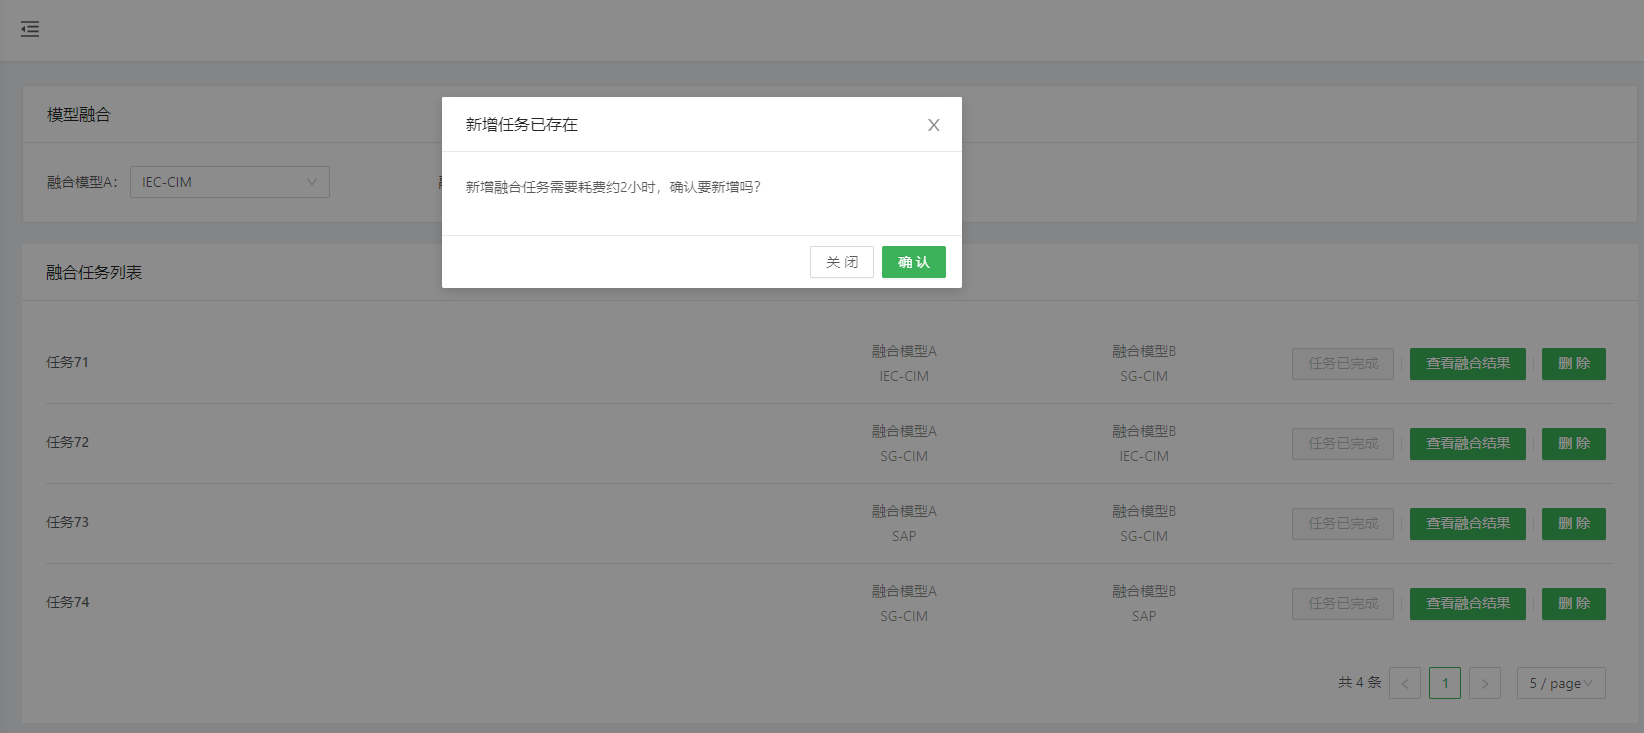 模型融合
融合模型A:
IEC-CIM
新增任务已存在
新增融合任务需要耗费约2小时，确认要新增吗?
关 闭
确 认
融合任务列表
任务71
融合模型A
IEC-CIM
融合模型B
SG-CIM
任务已完成
查看融合结果
删 除
任务72
融合模型A
SG-CIM
融合模型B
IEC-CIM
任务已完成
查看融合结果
删 除
任务73
融合模型A
SAP
融合模型B
SG-CIM
任务已完成
查看融合结果
删 除
任务74
融合模型A
SG-CIM
融合模型B
SAP
任务已完成
查看融合结果
删 除
共 4 条
1
5 / page